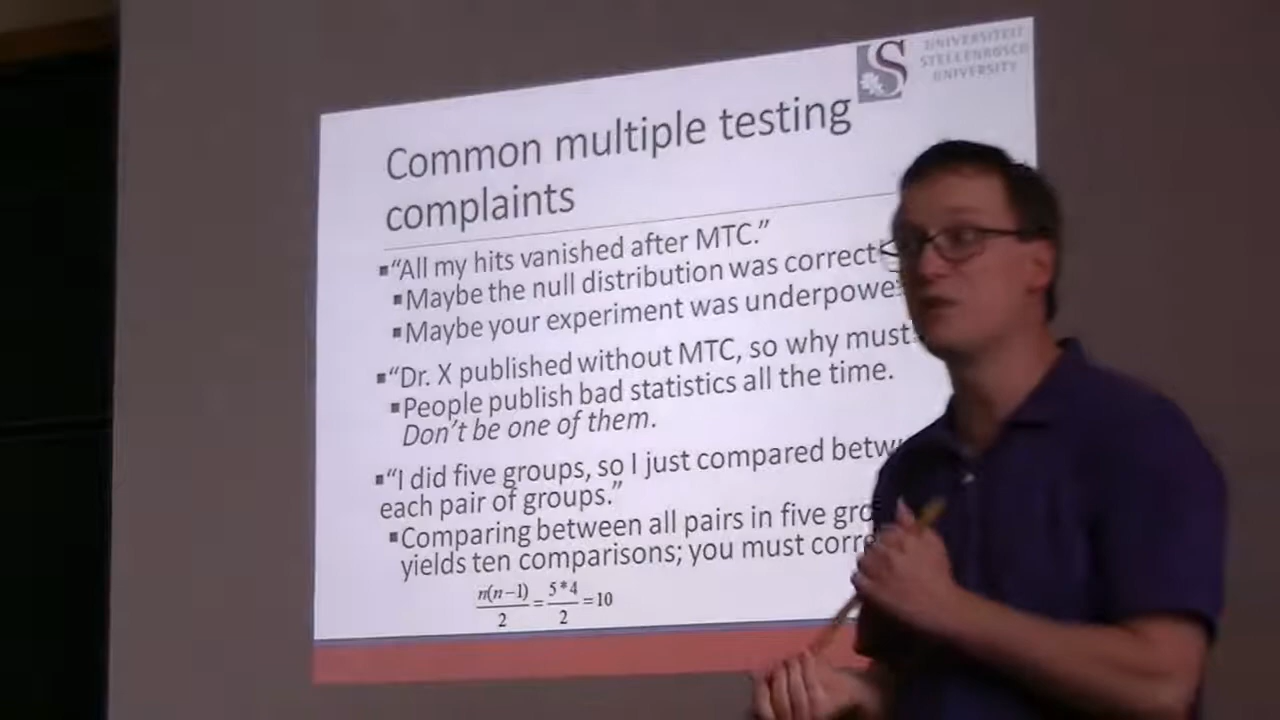 UNIVERSITEIT
STELLENBOSCH
UNIVERSITY
Common multiple testing
complaints
▪“All my hits vanished after MTC.”
▪Maybe the null distribution was correct
▪Maybe your experiment was underpowe
▪“Dr. X published without MTC, so why must
▪People publish bad statistics all the time.
Don't be one of them.
▪“I did five groups, so I just compared betw
each pair of groups.”
▪Comparing between all pairs in five gro
yields ten comparisons; you must corre
n(n−1)/2 = 5*4/2 = 10